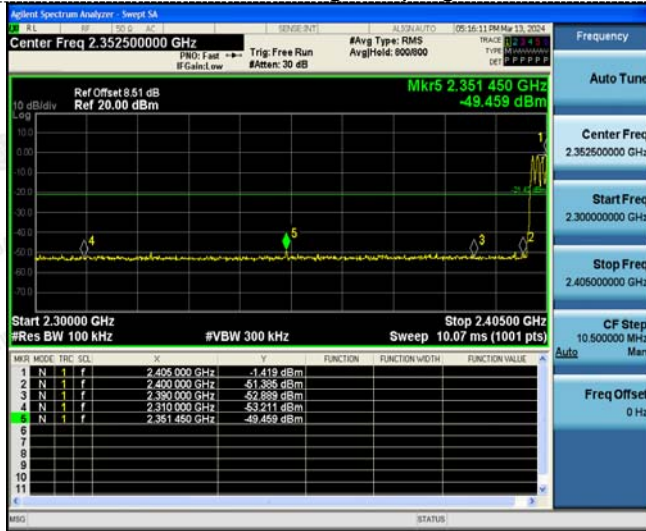 Agilent Spectrum Analyzer - Swept SA
RL RF 50 Ω AC SENSE:INT ALIGN AUTO 05:16:11 PM Mar 13, 2024
Center Freq 2.352500000 GHz
PNO: Fast
IFGain:Low
Trig: Free Run
#Atten: 30 dB
#Avg Type: RMS
Avg|Hold: 800/800
TRACE 1 2 3 4 5 6
TYPE M
DET P P P P P P
Ref Offset 8.51 dB
Ref 20.00 dBm
10 dB/div
Log
Mkr5 2.351 450 GHz
-49.459 dBm
10.0
0.00
-10.0
-20.0
-30.0
-40.0
-50.0
-60.0
-70.0
1
2
3
4
5
Start 2.30000 GHz
Stop 2.40500 GHz
#Res BW 100 kHz #VBW 300 kHz Sweep 10.07 ms (1001 pts)
MKR MODE TRC SCL X Y FUNCTION FUNCTION WIDTH FUNCTION VALUE
1 N 1 f 2.405 000 GHz -1.419 dBm
2 N 1 f 2.400 000 GHz -51.385 dBm
3 N 1 f 2.390 000 GHz -52.889 dBm
4 N 1 f 2.310 000 GHz -53.211 dBm
5 N 1 f 2.351 450 GHz -49.459 dBm
6
7
8
9
10
11
MSG STATUS
Frequency
Auto Tune
Center Freq
2.352500000 GHz
Start Freq
2.300000000 GHz
Stop Freq
2.405000000 GHz
CF Step
10.500000 MHz
Auto Man
Freq Offset
0 Hz